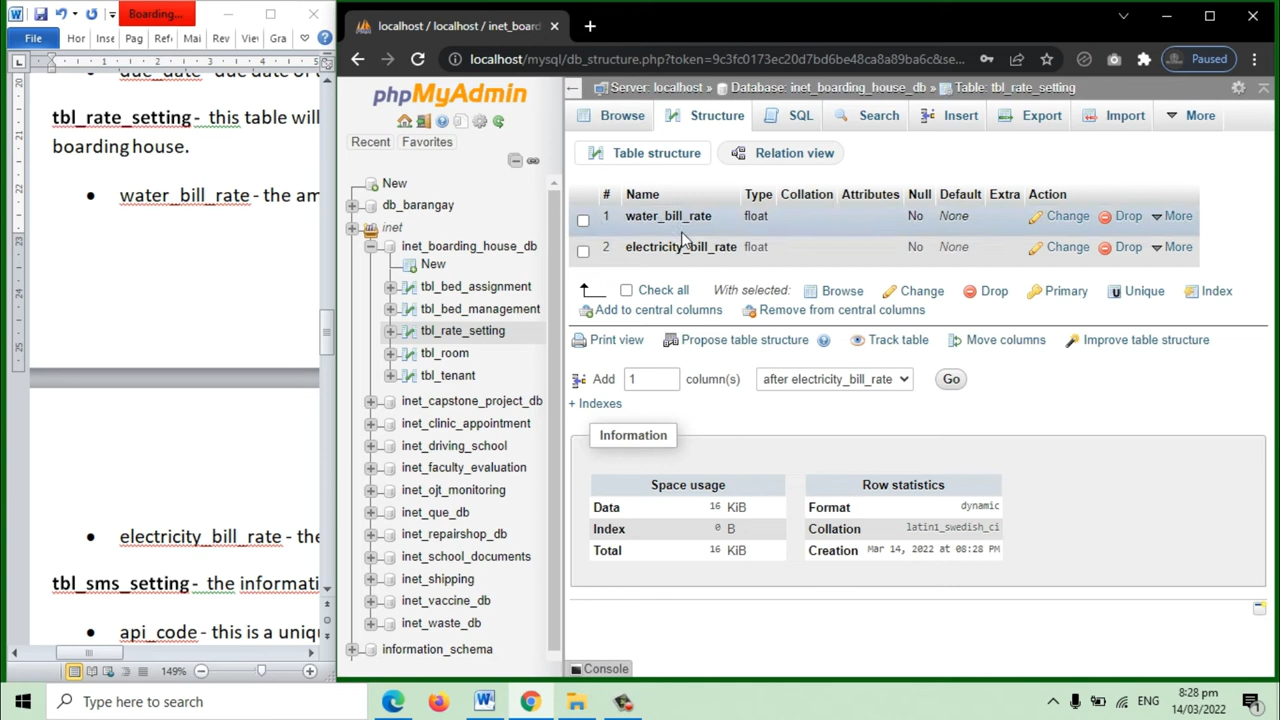 Boarding...
File
Hor
Inse
Pag
Ref
Mai
Rev
Vie
Gra
tbl_rate_setting - this table will
boarding house.
• water_bill_rate - the am
• electricity_bill_rate - the
tbl_sms_setting - the informati
• api_code - this is a uniqu
149%
localhost / localhost / inet_board
Paused
localhost/mysql/db_structure.php?token=9c3fc0173ec20d7bd6be48ca8a89ba6c&se...
phpMyAdmin
Recent Favorites
New
db_barangay
inet
inet_boarding_house_db
New
tbl_bed_assignment
tbl_bed_management
tbl_rate_setting
tbl_room
tbl_tenant
inet_capstone_project_db
inet_clinic_appointment
inet_driving_school
inet_faculty_evaluation
inet_ojt_monitoring
inet_que_db
inet_repairshop_db
inet_school_documents
inet_shipping
inet_vaccine_db
inet_waste_db
information_schema
Server: localhost » Database: inet_boarding_house_db » Table: tbl_rate_setting
Browse Structure SQL Search Insert Export Import More
Table structure Relation view
# Name Type Collation Attributes Null Default Extra Action
1 water_bill_rate float No None Change Drop More
2 electricity_bill_rate float No None Change Drop More
Check all With selected: Browse Change Drop Primary Unique Index
Add to central columns Remove from central columns
Print view Propose table structure Track table Move columns Improve table structure
Add 1 column(s) after electricity_bill_rate Go
+ Indexes
Information
Space usage
Data 16 KiB
Index 0 B
Total 16 KiB
Row statistics
Format dynamic
Collation latin1_swedish_ci
Creation Mar 14, 2022 at 08:28 PM
Console
Type here to search
ENG
8:28 pm
14/03/2022